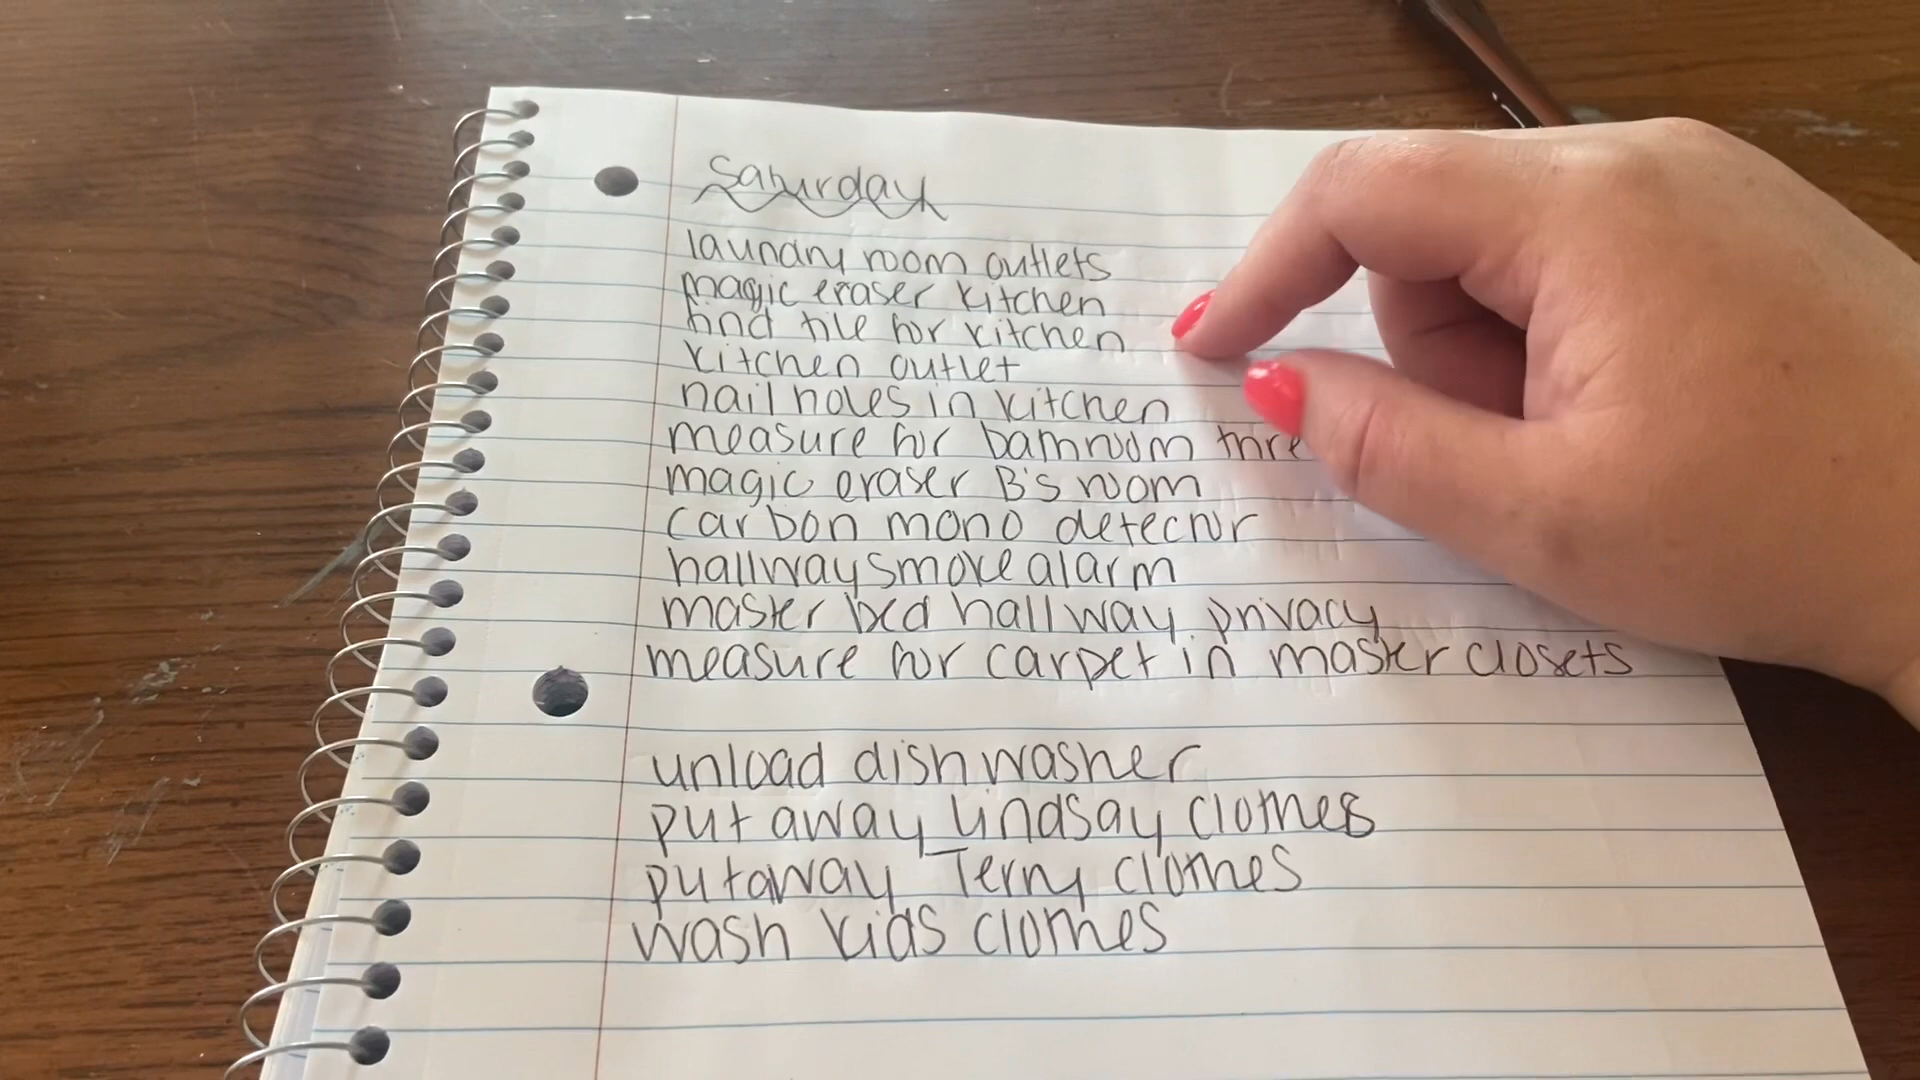 Saturday
laundry room outlets
magic eraser kitchen
find tile for kitchen
kitchen outlet
nail holes in kitchen
measure for bathroom thre
magic eraser B's room
carbon mono detector
hallway smoke alarm
master bed hallway privacy
measure for carpet in master closets
unload dishwasher
put away Lindsay clothes
put away Terry clothes
wash kids clothes